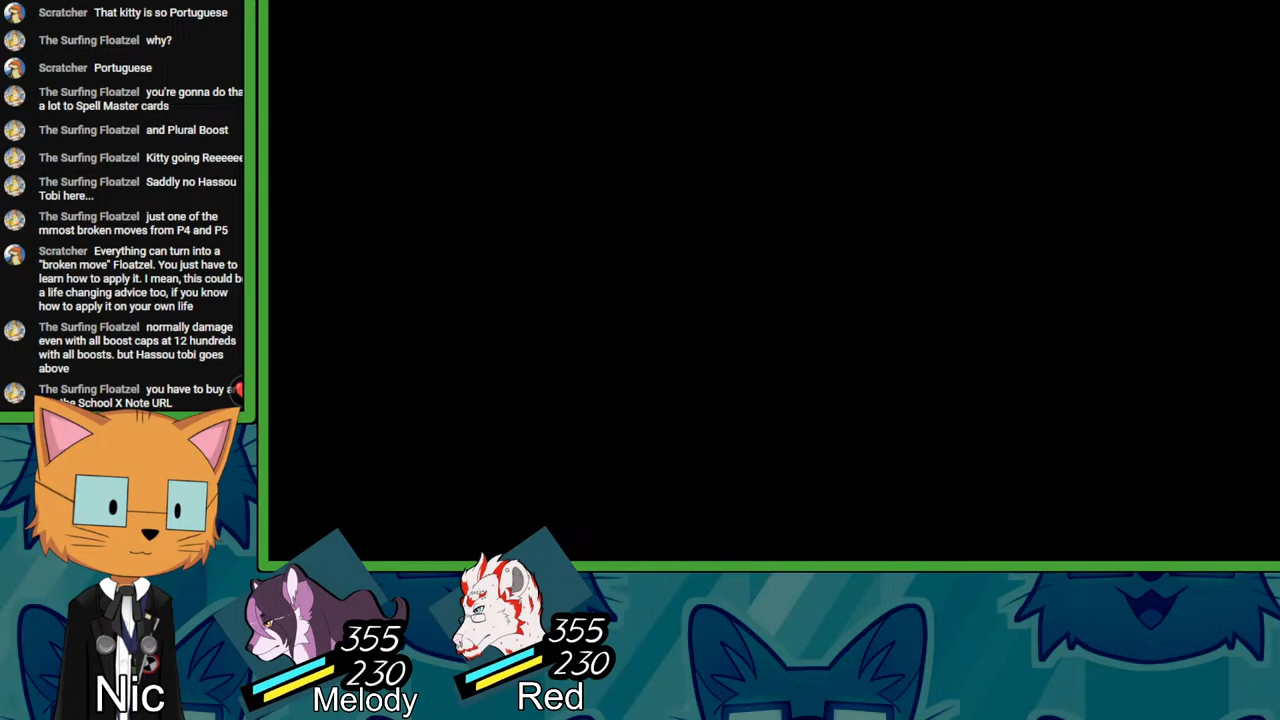 Scratcher That kitty is so Portuguese
The Surfing Floatzel why?
Scratcher Portuguese
The Surfing Floatzel you're gonna do tha
a lot to Spell Master cards
The Surfing Floatzel and Plural Boost
The Surfing Floatzel Kitty going Reeeeee
The Surfing Floatzel Saddly no Hassou
Tobi here...
The Surfing Floatzel just one of the
mmost broken moves from P4 and P5
Scratcher Everything can turn into a
"broken move" Floatzel. You just have to
learn how to apply it. I mean, this could b
a life changing advice too, if you know
how to apply it on your own life
The Surfing Floatzel normally damage
even with all boost caps at 12 hundreds
with all boosts. but Hassou tobi goes
above
The Surfing Floatzel you have to buy a
the School X Note URL
355
230
Melody
355
230
Red
Nic